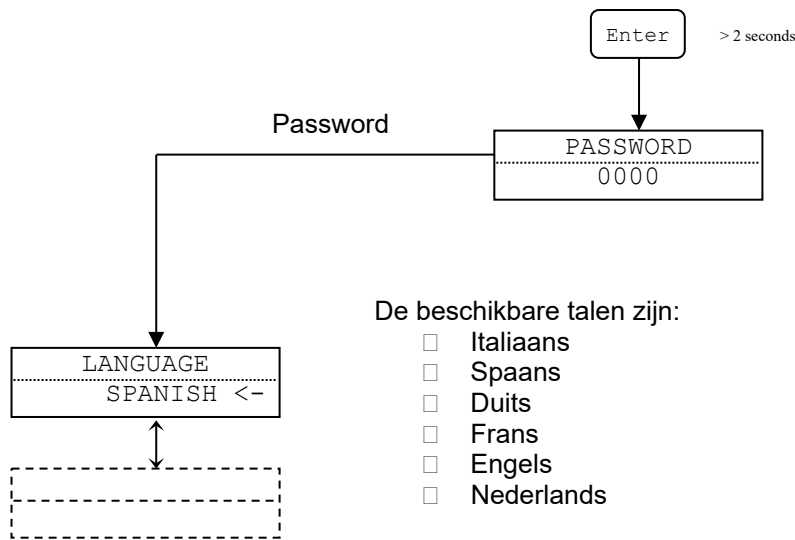 Enter
> 2 seconds
Password
PASSWORD
0000
De beschikbare talen zijn:
Italiaans
Spaans
Duits
Frans
Engels
Nederlands
LANGUAGE
SPANISH <-